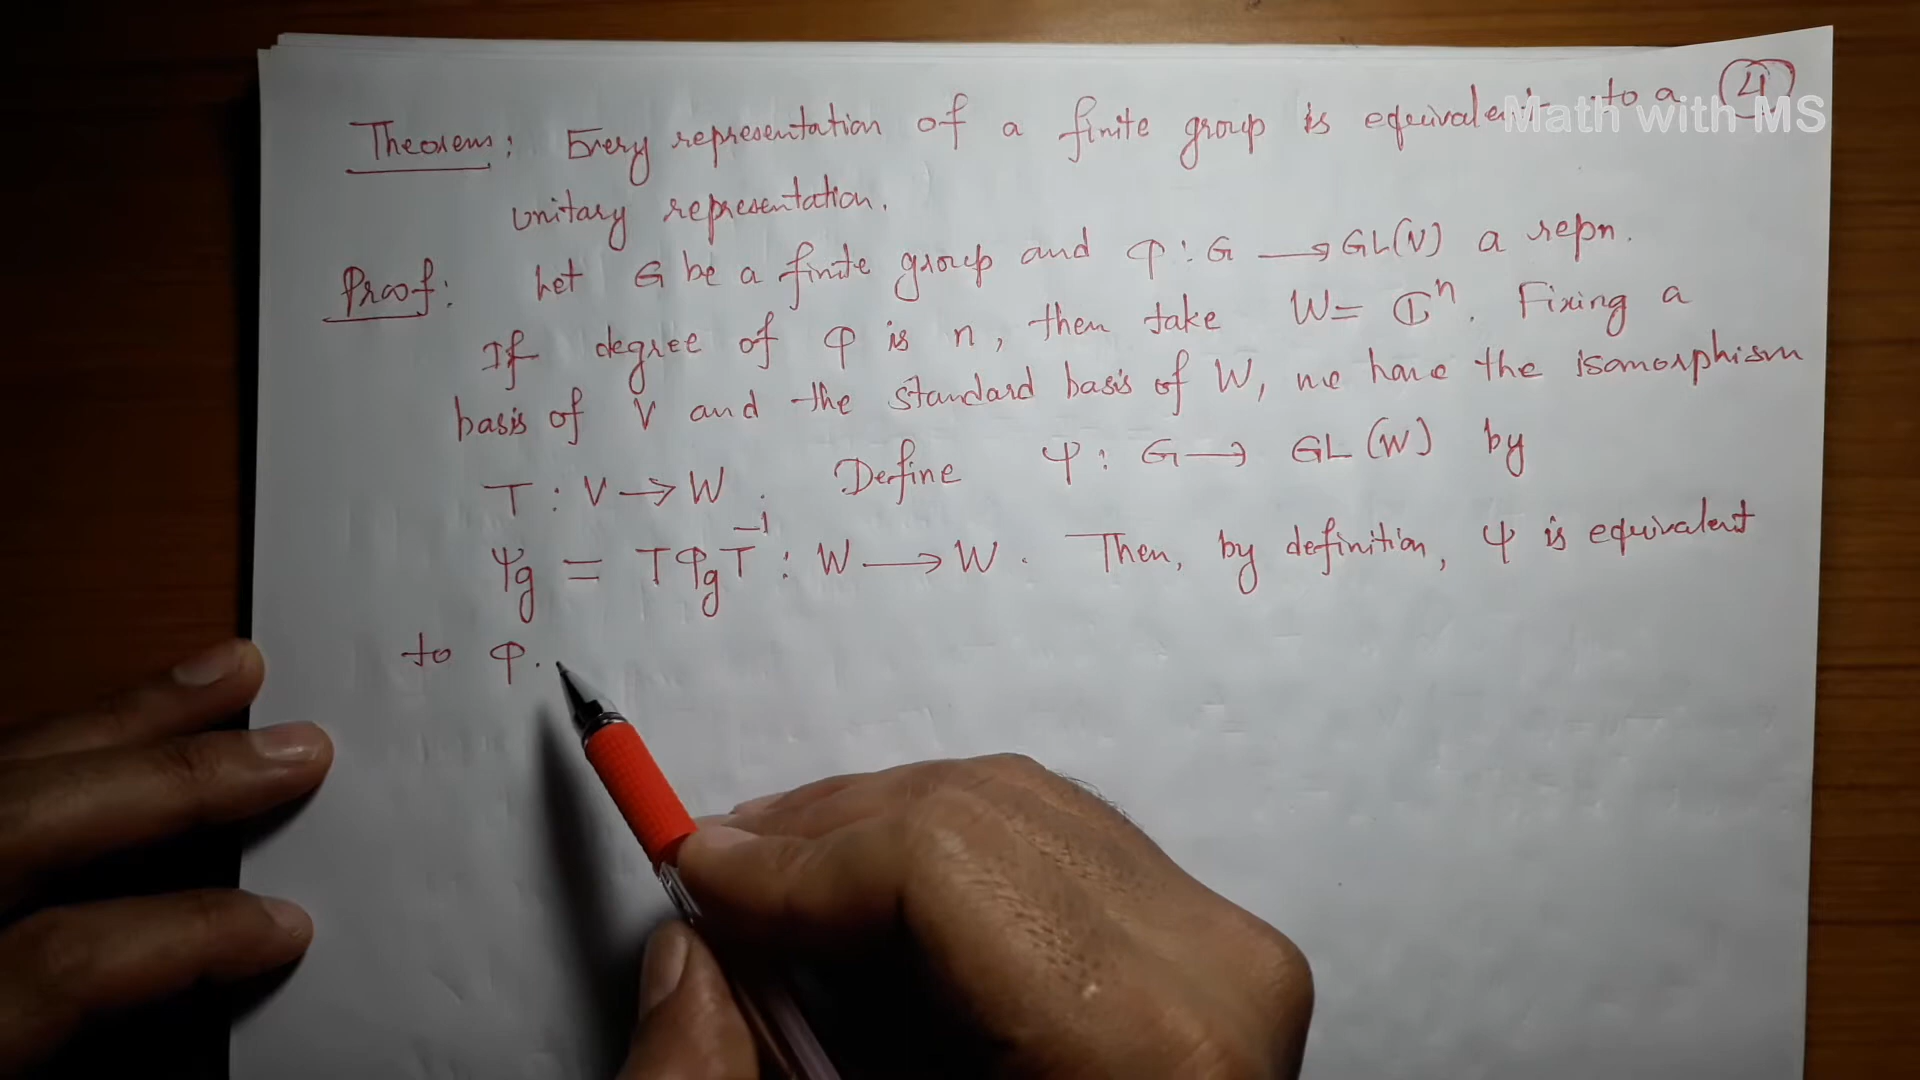 Theorem: Every representation of a finite group is equivalent to a ④
Math with MS
unitary representation.
Proof: Let G be a finite group and φ : G → GL(V) a repn.
If degree of φ is n, then take W = ℂⁿ. Fixing a
basis of V and the standard basis of W, we have the isomorphism
T : V → W. Define ψ : G → GL(W) by
ψg = TφgT⁻¹ : W → W. Then, by definition, ψ is equivalent
to φ.